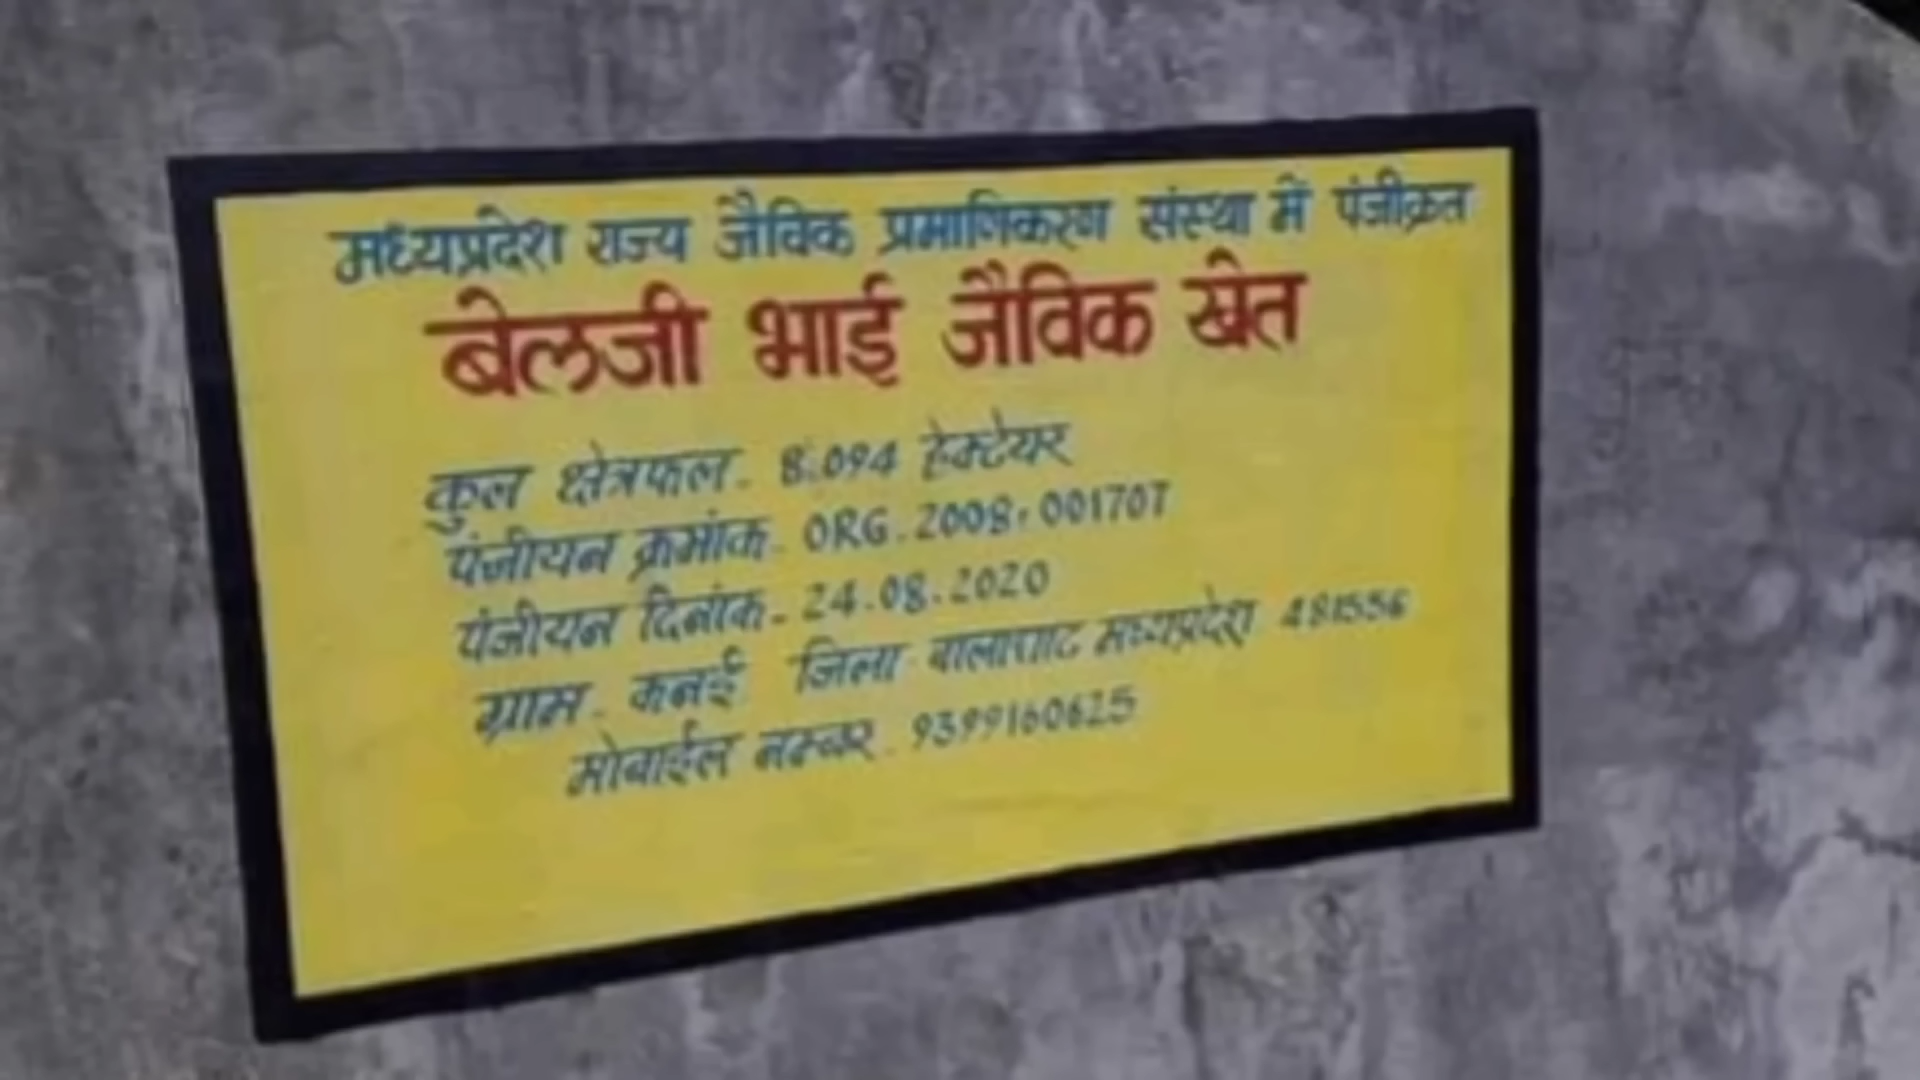 मध्यप्रदेश राज्य जैविक प्रमाणिकरण संस्था में पंजीक्रत
बेलजी भाई जैविक खेत
कुल क्षेत्रफल- 8.094 हेक्टेयर
पंजीयन क्रमांक- ORG. 2008. 001707
पंजीयन दिनांक- 24.08.2020
ग्राम- कनई जिला बालाघाट मध्यप्रदेश 481556
मोबाईल नम्बर. 9399160625